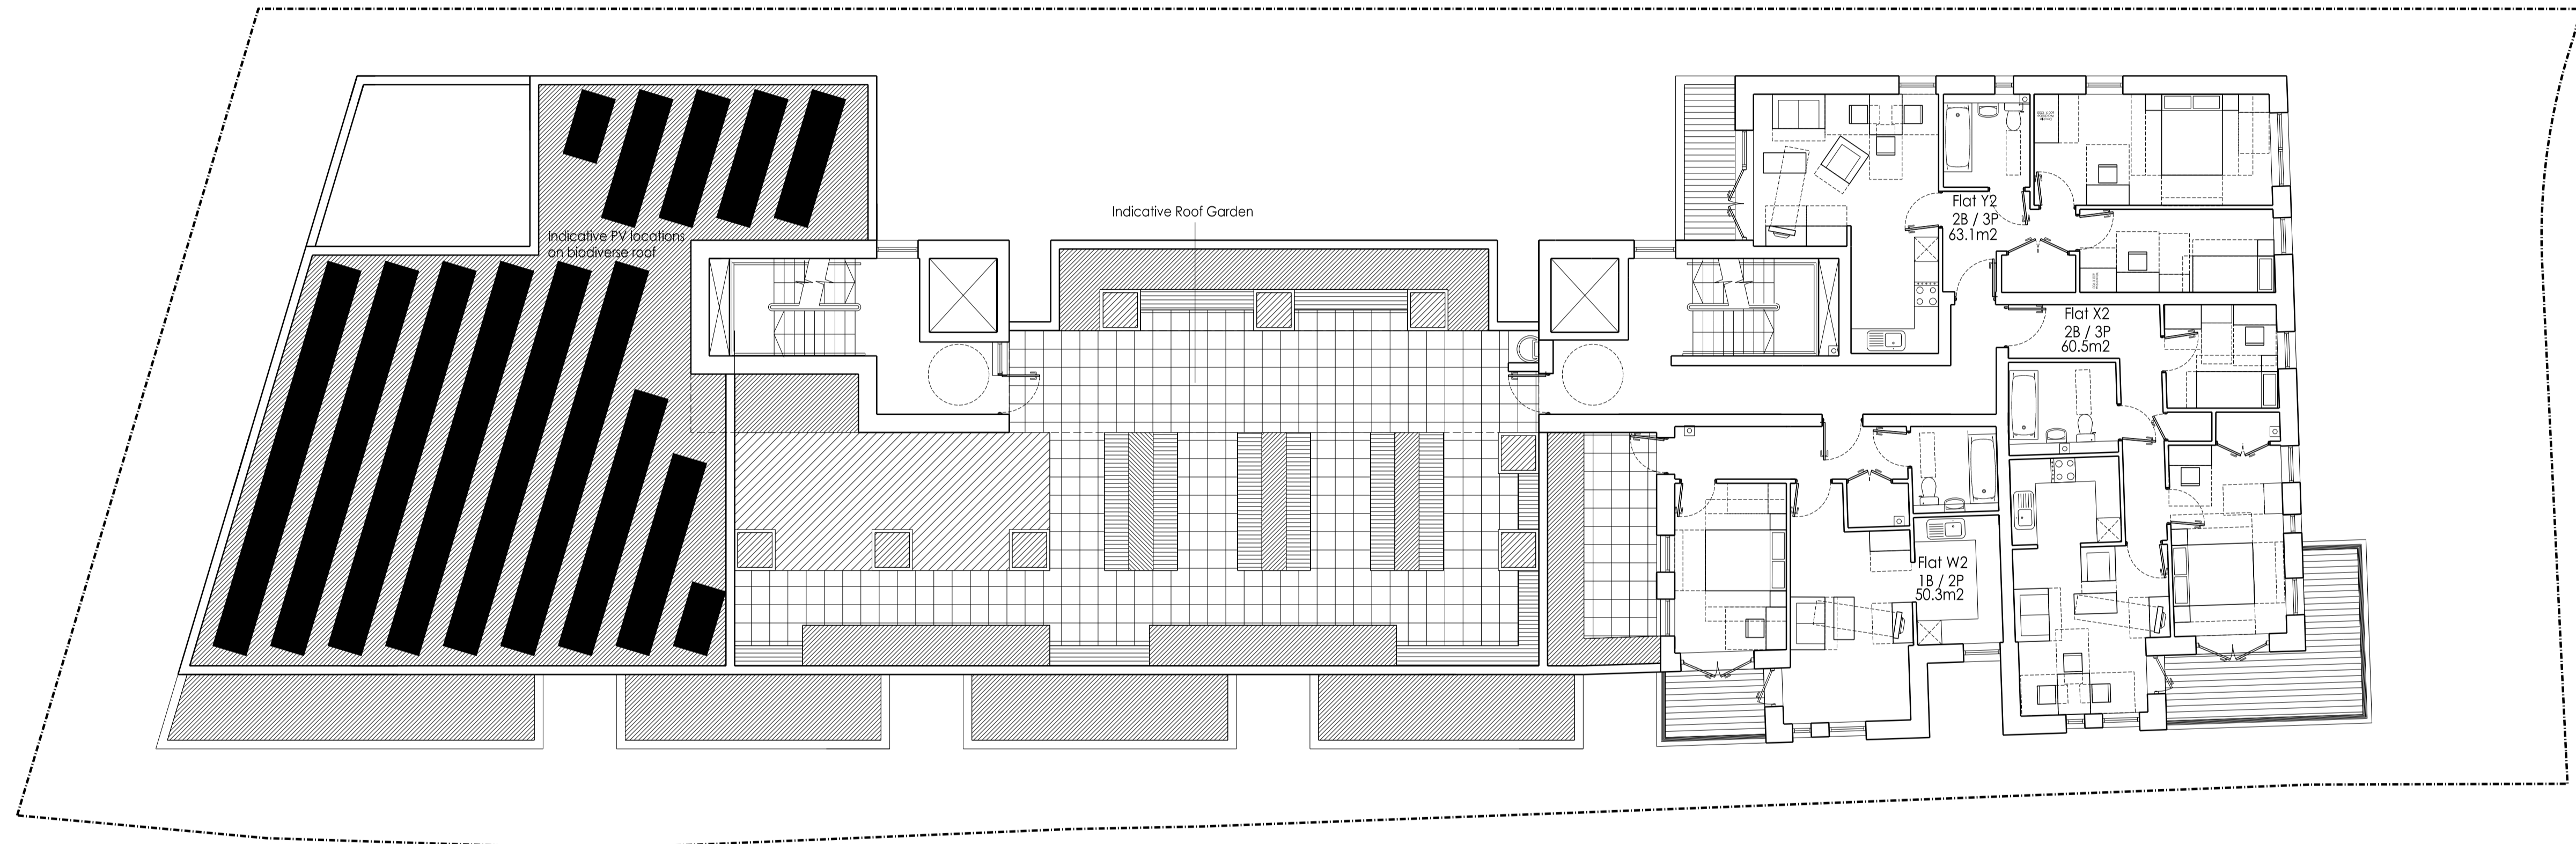 Indicative PV locations
on biodiverse roof
Indicative Roof Garden
Flat Y2
2B / 3P
63.1m2
Flat X2
2B / 3P
60.5m2
Flat W2
1B / 2P
50.3m2